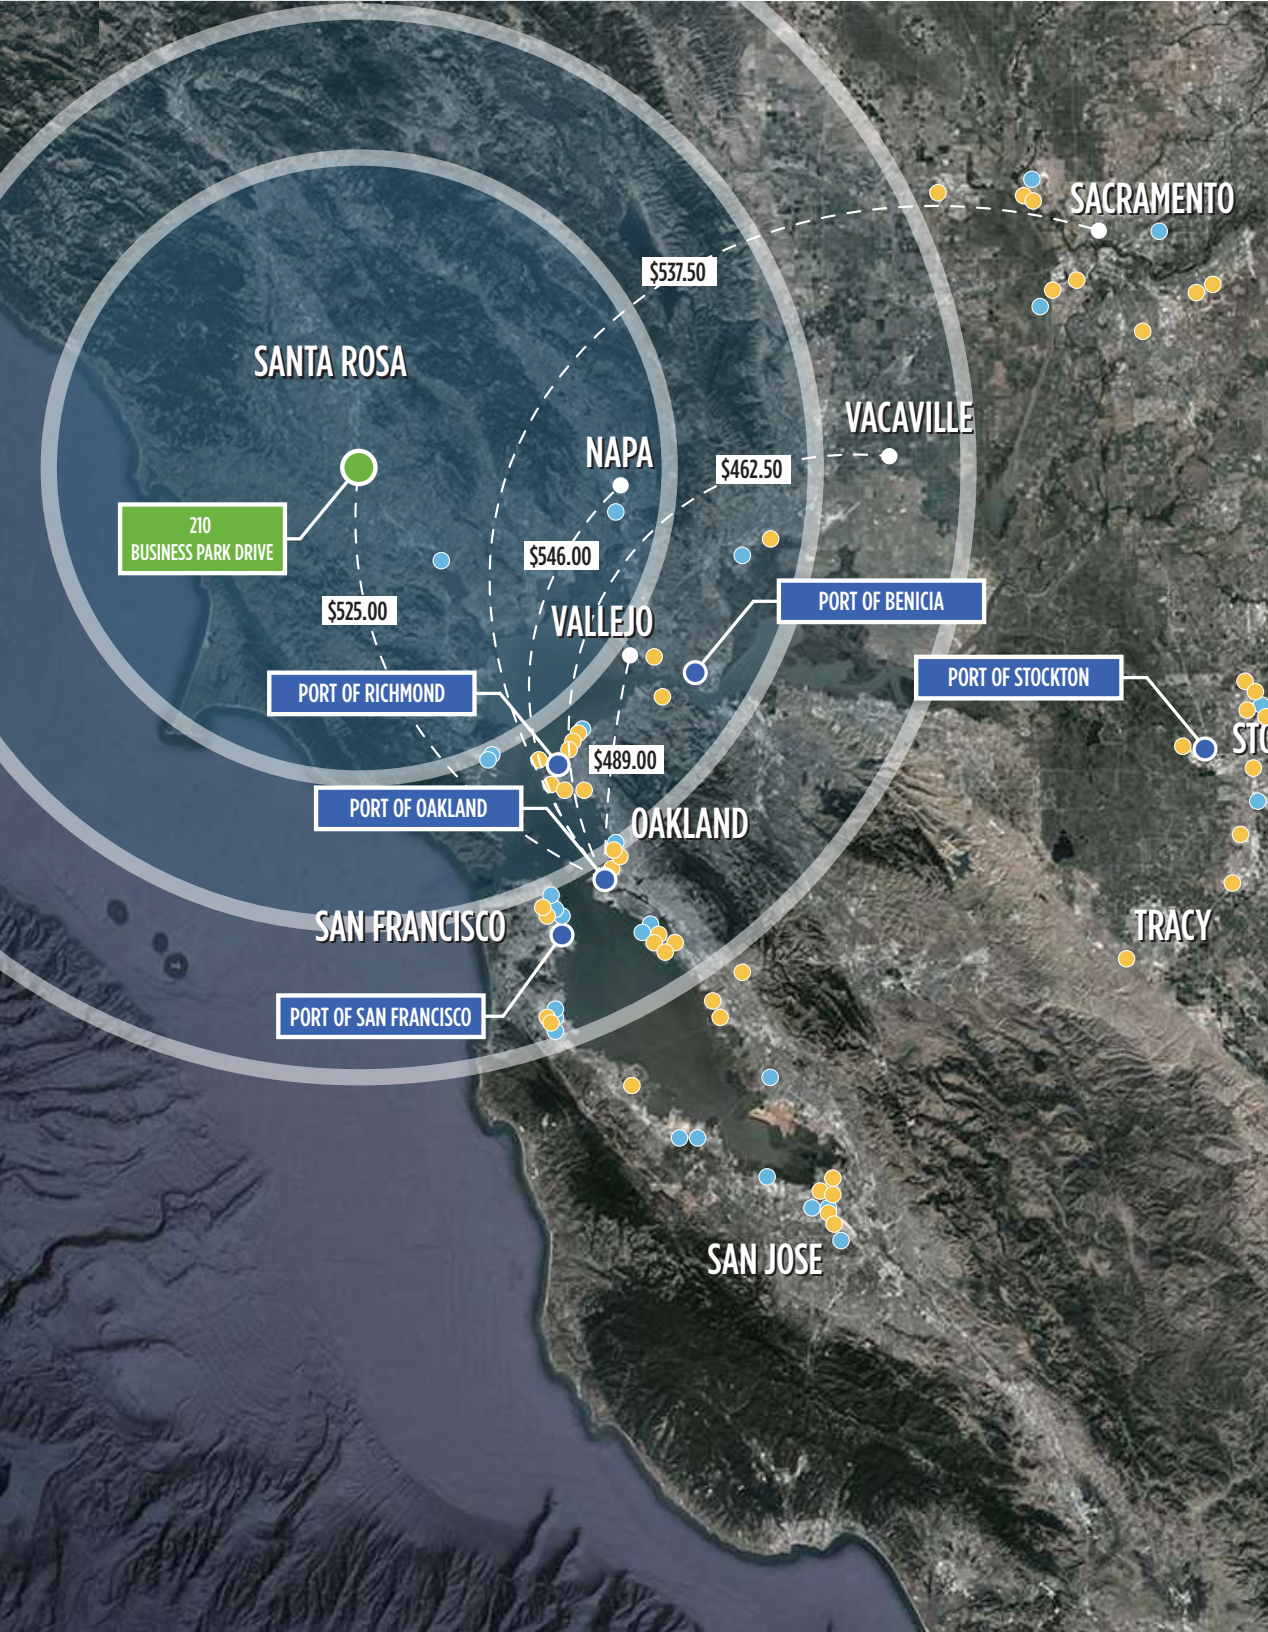 SACRAMENTO
$537.50
SANTA ROSA
VACAVILLE
NAPA
$462.50
210
BUSINESS PARK DRIVE
$546.00
PORT OF BENICIA
$525.00
VALLEJO
PORT OF STOCKTON
PORT OF RICHMOND
STO
$489.00
PORT OF OAKLAND
OAKLAND
SAN FRANCISCO
TRACY
PORT OF SAN FRANCISCO
SAN JOSE